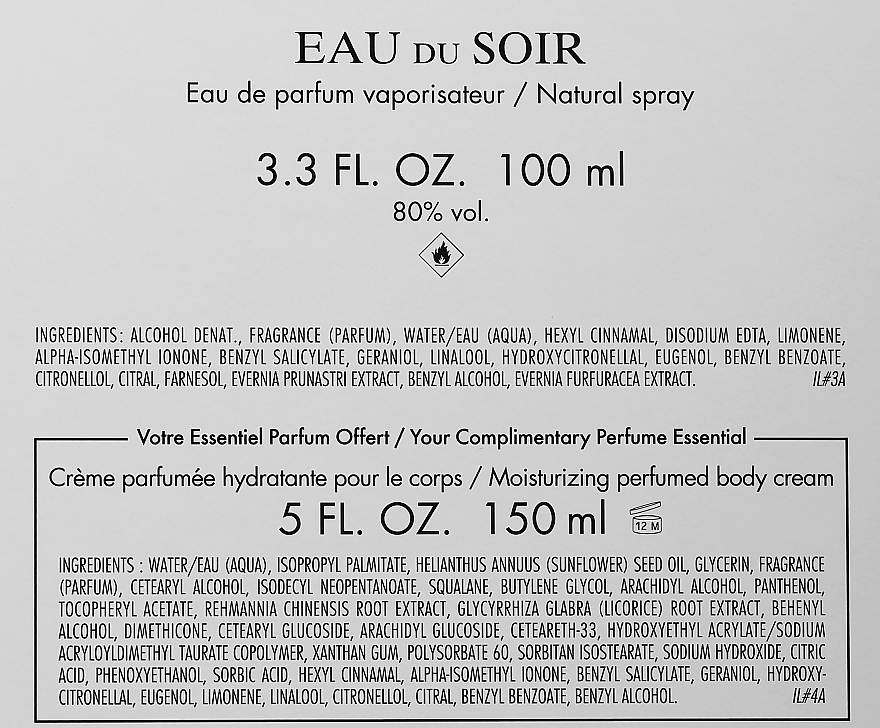 EAU DU SOIR
Eau de parfum vaporisateur / Natural spray
3.3 FL. OZ. 100 ml
80% vol.
INGREDIENTS: ALCOHOL DENAT., FRAGRANCE (PARFUM), WATER/EAU (AQUA), HEXYL CINNAMAL, DISODIUM EDTA, LIMONENE,
ALPHA-ISOMETHYL IONONE, BENZYL SALICYLATE, GERANIOL, LINALOOL, HYDROXYCITRONELLAL, EUGENOL, BENZYL BENZOATE,
CITRONELLOL, CITRAL, FARNESOL, EVERNIA PRUNASTRI EXTRACT, BENZYL ALCOHOL, EVERNIA FURFURACEA EXTRACT. IL#3A
Votre Essentiel Parfum Offert / Your Complimentary Perfume Essential
Crème parfumée hydratante pour le corps / Moisturizing perfumed body cream
5 FL. OZ. 150 ml 12 M
INGREDIENTS : WATER/EAU (AQUA), ISOPROPYL PALMITATE, HELIANTHUS ANNUUS (SUNFLOWER) SEED OIL, GLYCERIN, FRAGRANCE
(PARFUM), CETEARYL ALCOHOL, ISODECYL NEOPENTANOATE, SQUALANE, BUTYLENE GLYCOL, ARACHIDYL ALCOHOL, PANTHENOL,
TOCOPHERYL ACETATE, REHMANNIA CHINENSIS ROOT EXTRACT, GLYCYRRHIZA GLABRA (LICORICE) ROOT EXTRACT, BEHENYL
ALCOHOL, DIMETHICONE, CETEARYL GLUCOSIDE, ARACHIDYL GLUCOSIDE, CETEARETH-33, HYDROXYETHYL ACRYLATE/SODIUM
ACRYLOYLDIMETHYL TAURATE COPOLYMER, XANTHAN GUM, POLYSORBATE 60, SORBITAN ISOSTEARATE, SODIUM HYDROXIDE, CITRIC
ACID, PHENOXYETHANOL, SORBIC ACID, HEXYL CINNAMAL, ALPHA-ISOMETHYL IONONE, BENZYL SALICYLATE, GERANIOL, HYDROXY-
CITRONELLAL, EUGENOL, LIMONENE, LINALOOL, CITRONELLOL, CITRAL, BENZYL BENZOATE, BENZYL ALCOHOL. IL#4A